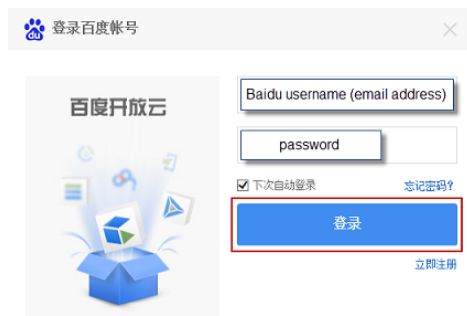 du 登录百度帐号
百度开放云
Baidu username (email address)
password
下次自动登录 忘记密码?
登录
立即注册